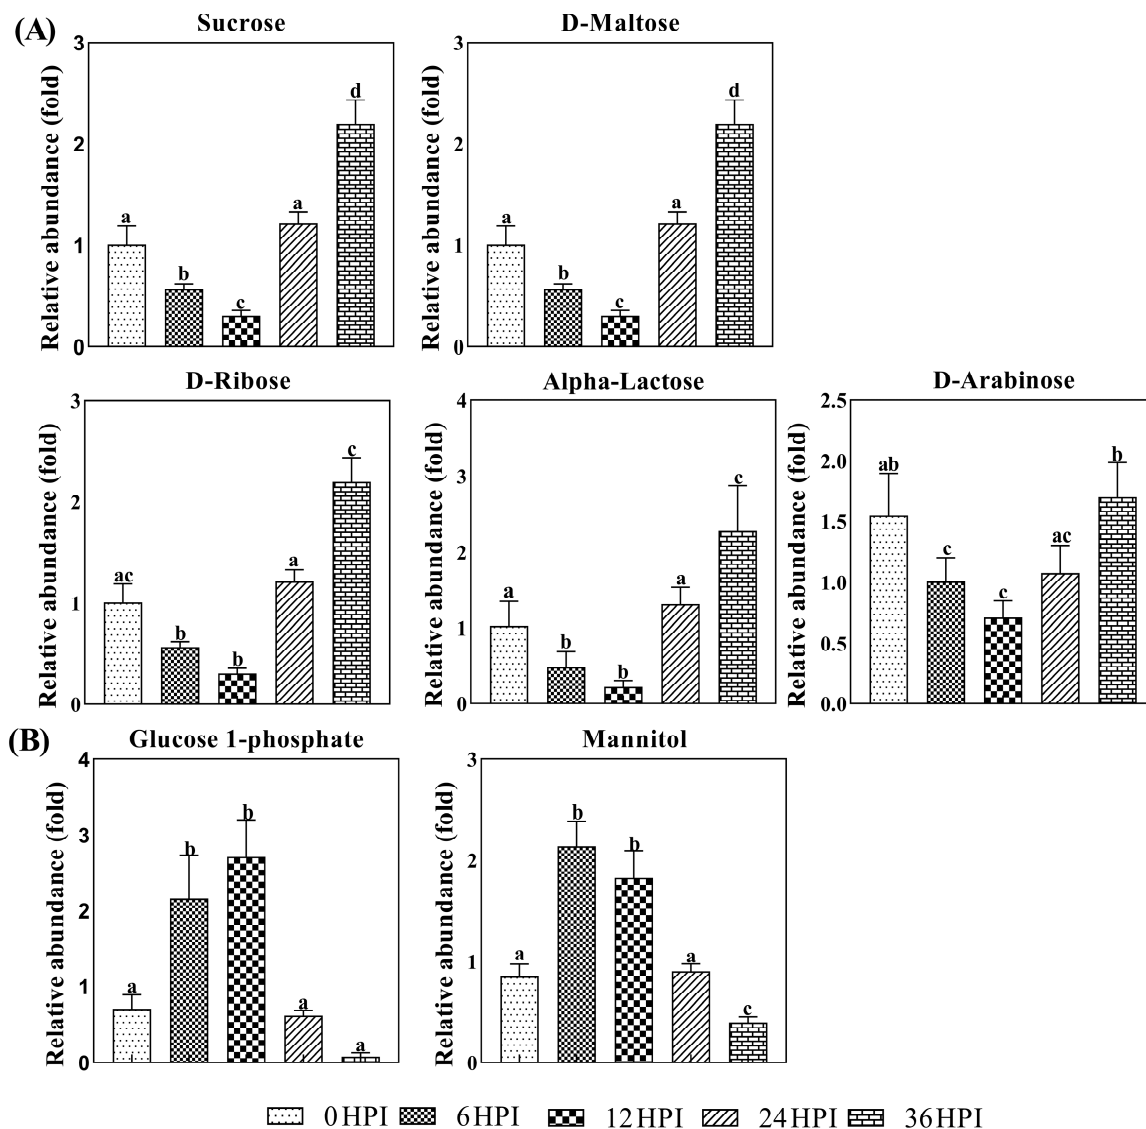 (A)
Sucrose
D-Maltose
Relative abundance (fold)
3
2
1
0
a
b
c
a
d
Relative abundance (fold)
3
2
1
0
a
b
c
a
d
D-Ribose
Alpha-Lactose
D-Arabinose
Relative abundance (fold)
3
2
1
0
ac
b
b
a
c
Relative abundance (fold)
4
3
2
1
0
a
b
b
a
c
Relative abundance (fold)
2.5
2.0
1.5
1.0
0.5
0.0
ab
c
c
ac
b
(B)
Glucose 1-phosphate
Mannitol
Relative abundance (fold)
4
3
2
1
0
a
b
b
a
a
Relative abundance (fold)
3
2
1
0
a
b
b
a
c
0 HPI 6 HPI 12 HPI 24 HPI 36 HPI